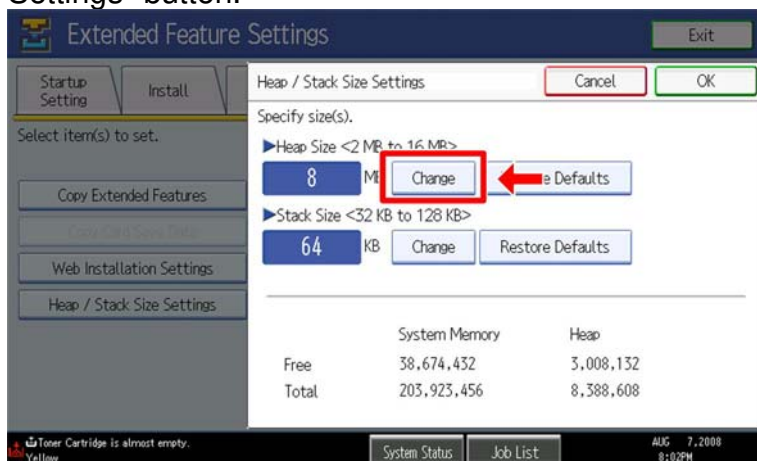 Settings" button.
Extended Feature Settings
Exit
Startup
Setting
Install
Select item(s) to set.
Copy Extended Features
Copy Card Save Data
Web Installation Settings
Heap / Stack Size Settings
Heap / Stack Size Settings
Cancel
OK
Specify size(s).
▶Heap Size <2 MB to 16 MB>
8
Change
e Defaults
▶Stack Size <32 KB to 128 KB>
64
KB
Change
Restore Defaults
System Memory
Heap
Free
38,674,432
3,008,132
Total
203,923,456
8,388,608
Toner Cartridge is almost empty.
Yellow
System Status
Job List
AUG 7,2008
8:02PM